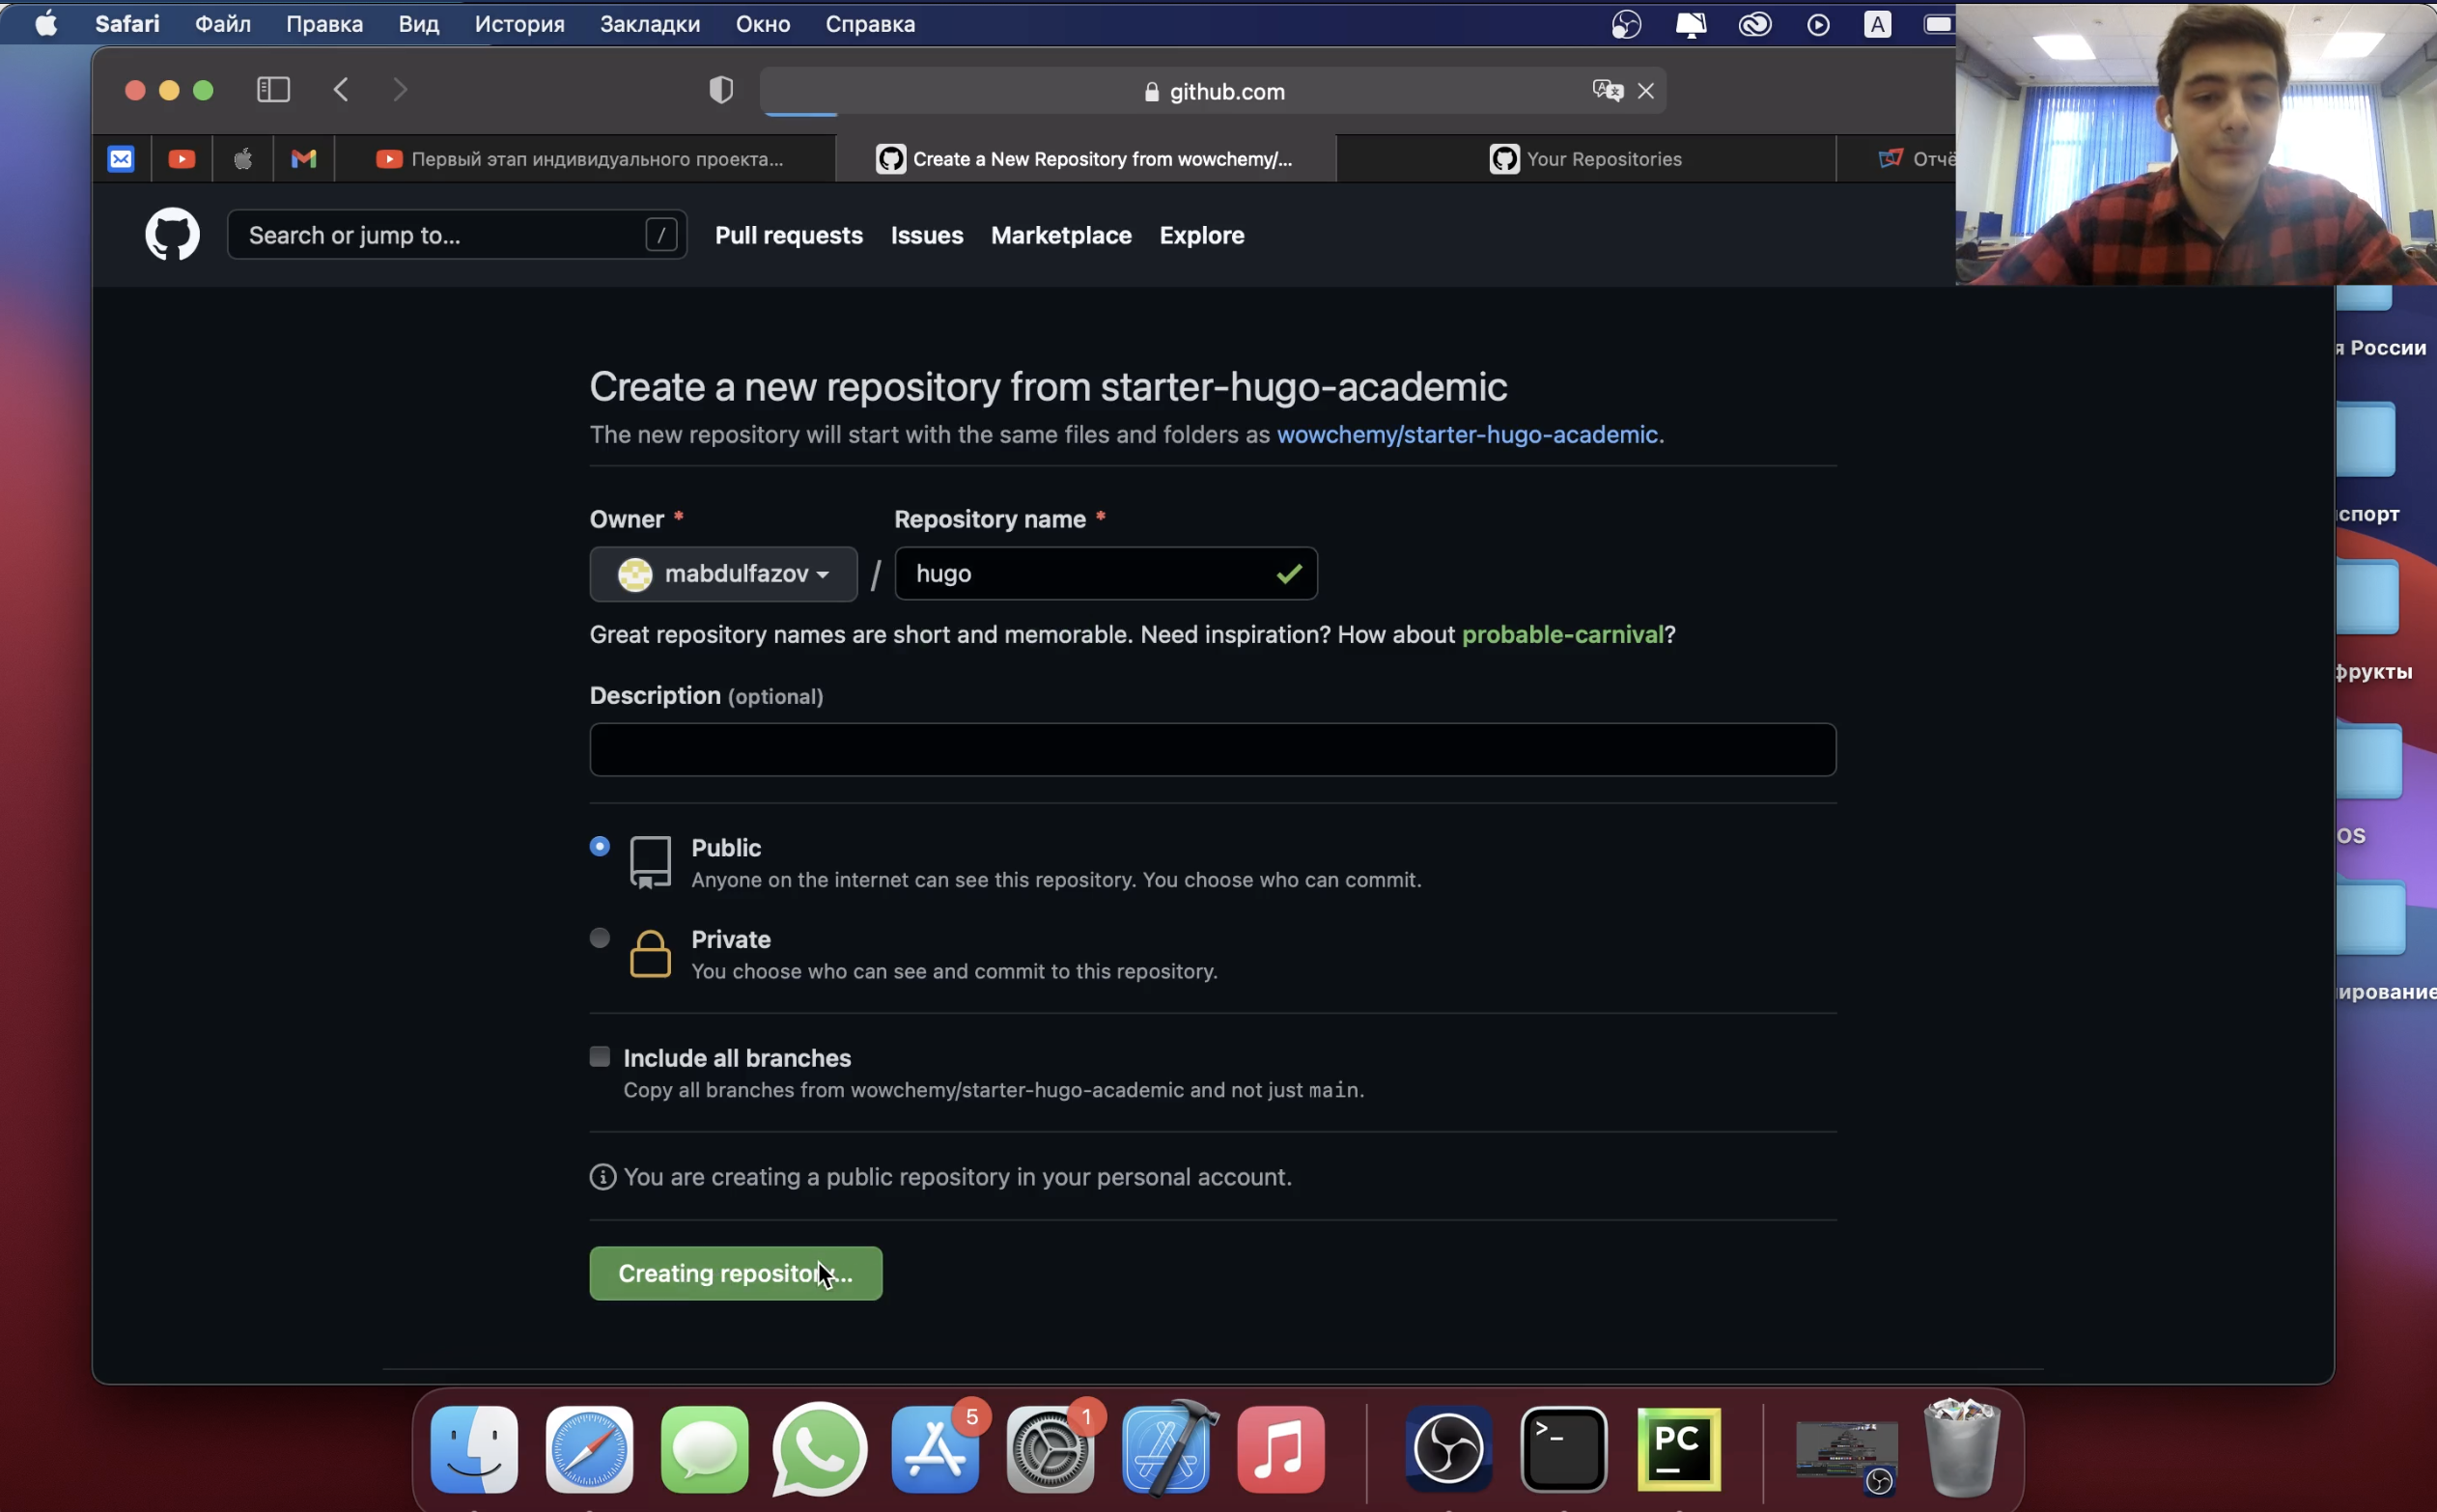 Safari Файл Правка Вид История Закладки Окно Справка A
github.com
Первый этап индивидуального проекта... Create a New Repository from wowchemy/... Your Repositories
Search or jump to... / Pull requests Issues Marketplace Explore
Create a new repository from starter-hugo-academic
The new repository will start with the same files and folders as wowchemy/starter-hugo-academic.
Owner * Repository name *
mabdulfazov / hugo
Great repository names are short and memorable. Need inspiration? How about probable-carnival?
Description (optional)
Public
Anyone on the internet can see this repository. You choose who can commit.
Private
You choose who can see and commit to this repository.
Include all branches
Copy all branches from wowchemy/starter-hugo-academic and not just main.
You are creating a public repository in your personal account.
Creating repository...
я России
спорт
фрукты
OS
ирование
5 1 >_ PC